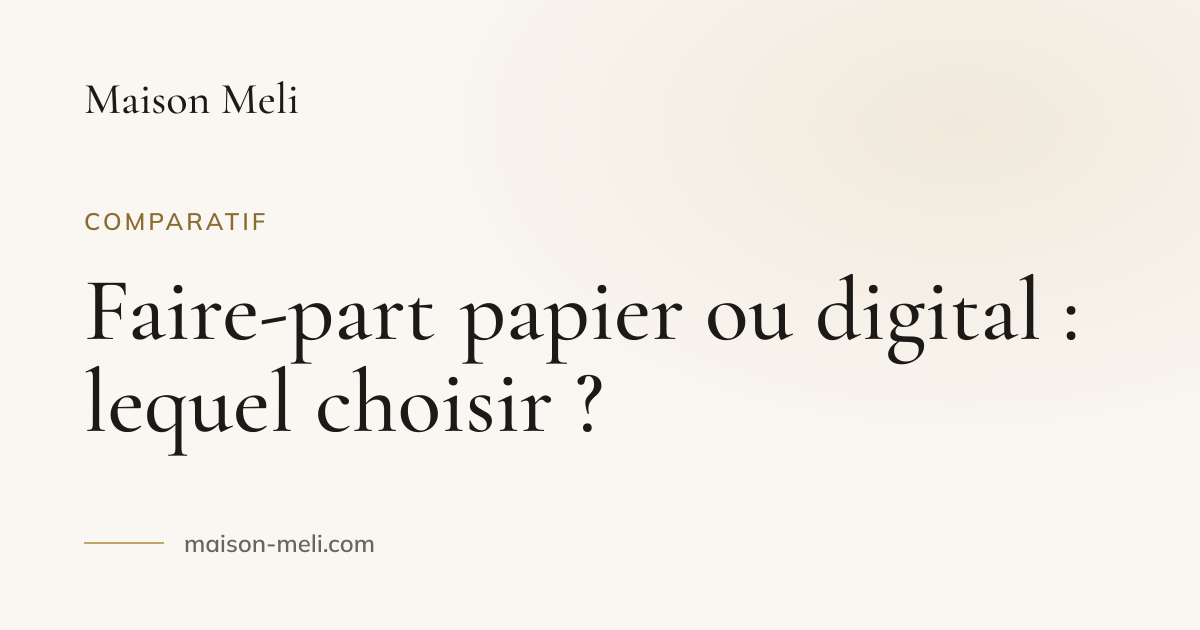 Maison Meli
COMPARATIF
Faire-part papier ou digital :
lequel choisir ?
maison-meli.com